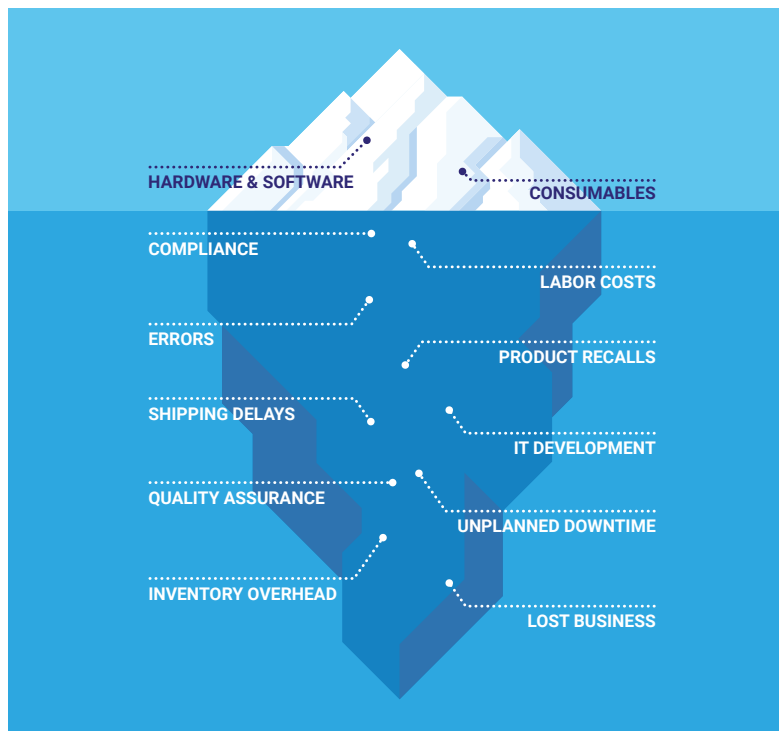 HARDWARE & SOFTWARE
CONSUMABLES
COMPLIANCE
LABOR COSTS
ERRORS
PRODUCT RECALLS
SHIPPING DELAYS
IT DEVELOPMENT
QUALITY ASSURANCE
UNPLANNED DOWNTIME
INVENTORY OVERHEAD
LOST BUSINESS